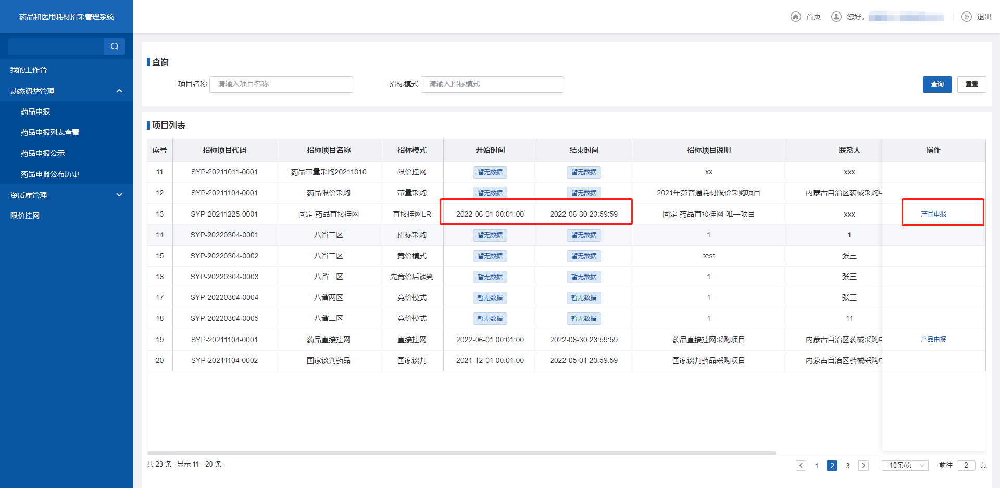 药品和医用耗材招采管理系统
首页 您好, 退出
我的工作台
动态调整管理
药品申报
药品申报列表查看
药品申报公示
药品申报公布历史
资质库管理
限价挂网
查询
项目名称 请输入项目名称 招标模式 请输入招标模式 查询 重置
项目列表
序号 招标项目代码 招标项目名称 招标模式 开始时间 结束时间 招标项目说明 联系人 操作
11 SYP-20211011-0001 药品带量采购20211010 限价挂网 暂无数据 暂无数据 xx xxx
12 SYP-20211104-0001 药品限价采购 带量采购 暂无数据 暂无数据 2021年第普通耗材限价采购项目 内蒙古自治区药械采购中
13 SYP-20211225-0001 固定-药品直接挂网 直接挂网LR 2022-06-01 00:01:00 2022-06-30 23:59:59 固定-药品直接挂网-唯一项目 xxx 产品申报
14 SYP-20220304-0001 八省二区 招标采购 暂无数据 暂无数据 1 1
15 SYP-20220304-0002 八省二区 竞价模式 暂无数据 暂无数据 test 张三
16 SYP-20220304-0003 八省二区 先竞价后谈判 暂无数据 暂无数据 1 张三
17 SYP-20220304-0004 八省两区 竞价模式 暂无数据 暂无数据 1 张三
18 SYP-20220304-0005 八省二区 竞价模式 暂无数据 暂无数据 1 11
19 SYP-20211104-0001 药品直接挂网 直接挂网 2022-06-01 00:01:00 2022-06-30 23:59:59 药品直接挂网采购项目 内蒙古自治区药械采购中 产品申报
20 SYP-20211104-0002 国家谈判药品 国家谈判 2021-12-01 00:01:00 2022-05-01 23:59:59 国家谈判药品采购项目 内蒙古自治区药械采购中
共 23 条 显示 11 - 20 条 1 2 3 10条/页 前往 2 页